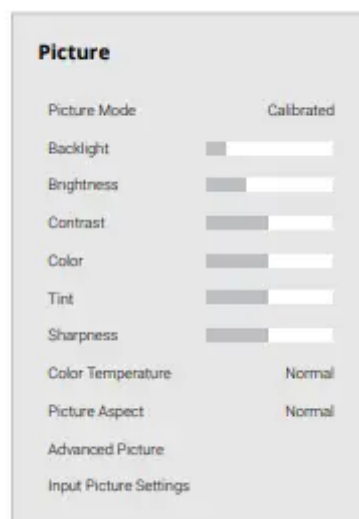 Picture
Picture Mode Calibrated
Backlight
Brightness
Contrast
Color
Tint
Sharpness
Color Temperature Normal
Picture Aspect Normal
Advanced Picture
Input Picture Settings